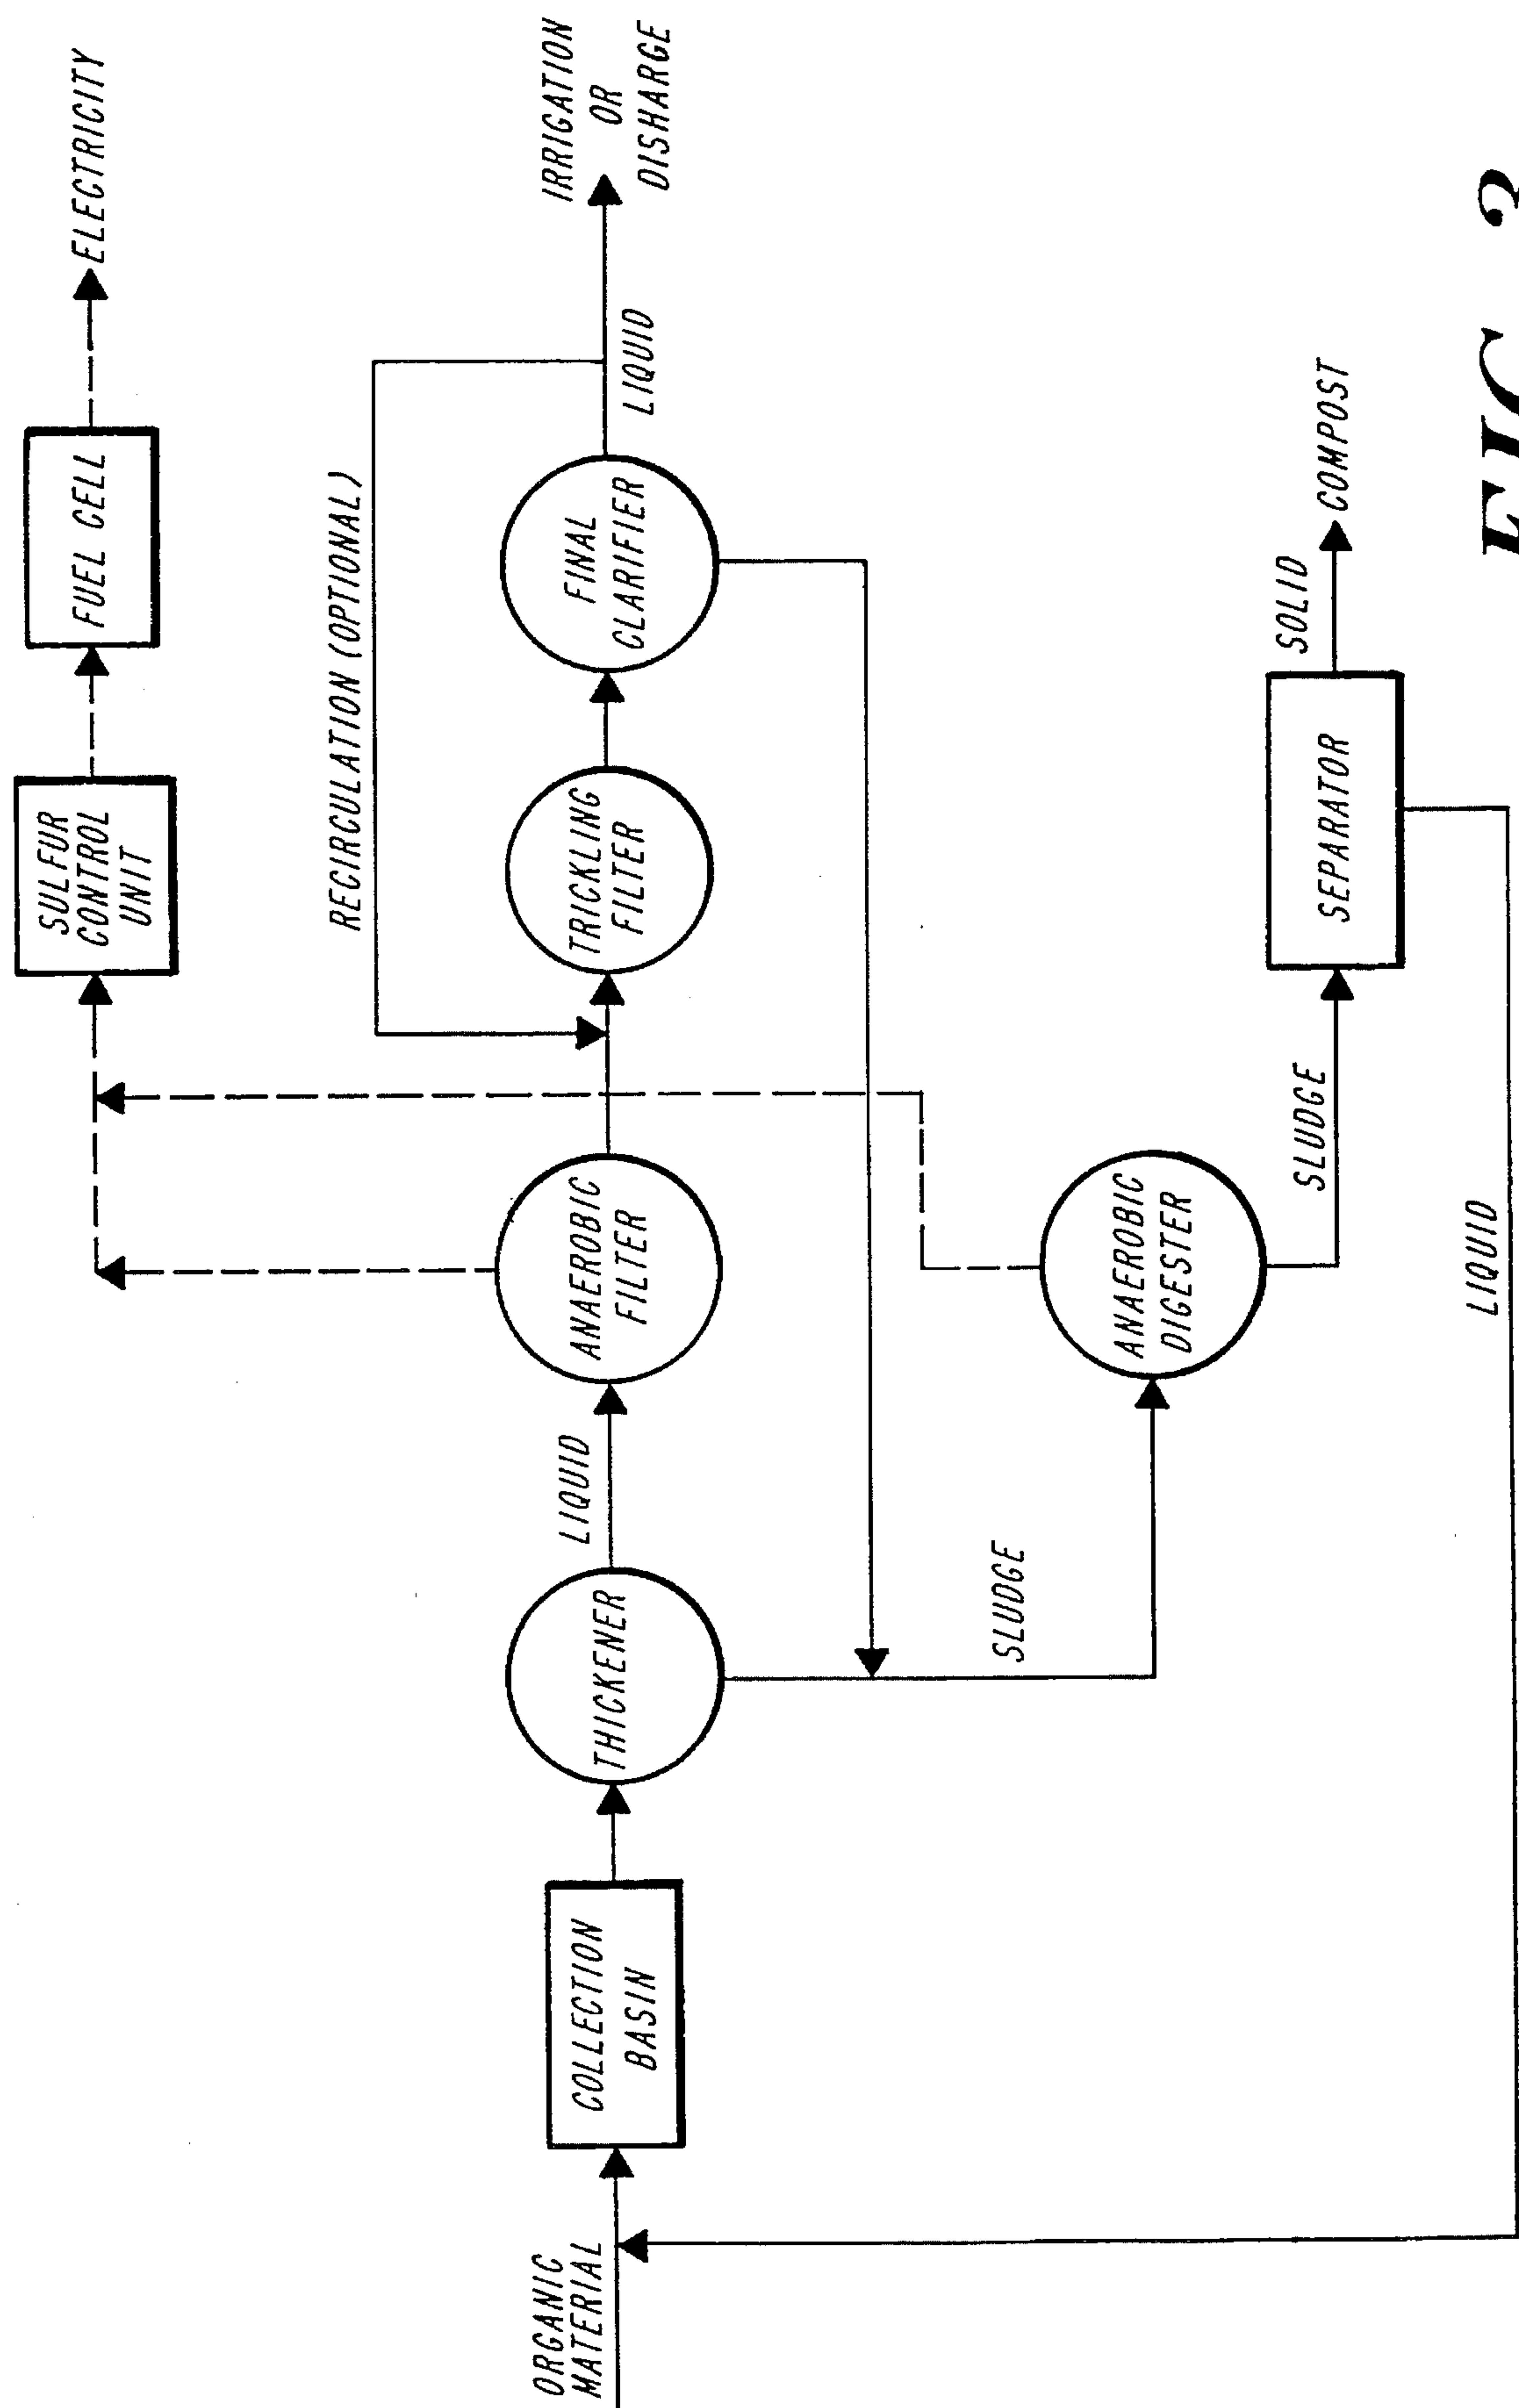 SULFUR
CONTROL
UNIT
FUEL CELL
ELECTRICITY
RECIRCULATION (OPTIONAL)
ORGANIC
MATERIAL
COLLECTION
BASIN
THICKENER
LIQUID
ANAEROBIC
FILTER
TRICKLING
FILTER
FINAL
CLARIFIER
LIQUID
IRRIGATION
OR
DISHARGE
SLUDGE
ANAEROBIC
DIGESTER
SLUDGE
SEPARATOR
SOLID
COMPOST
LIQUID